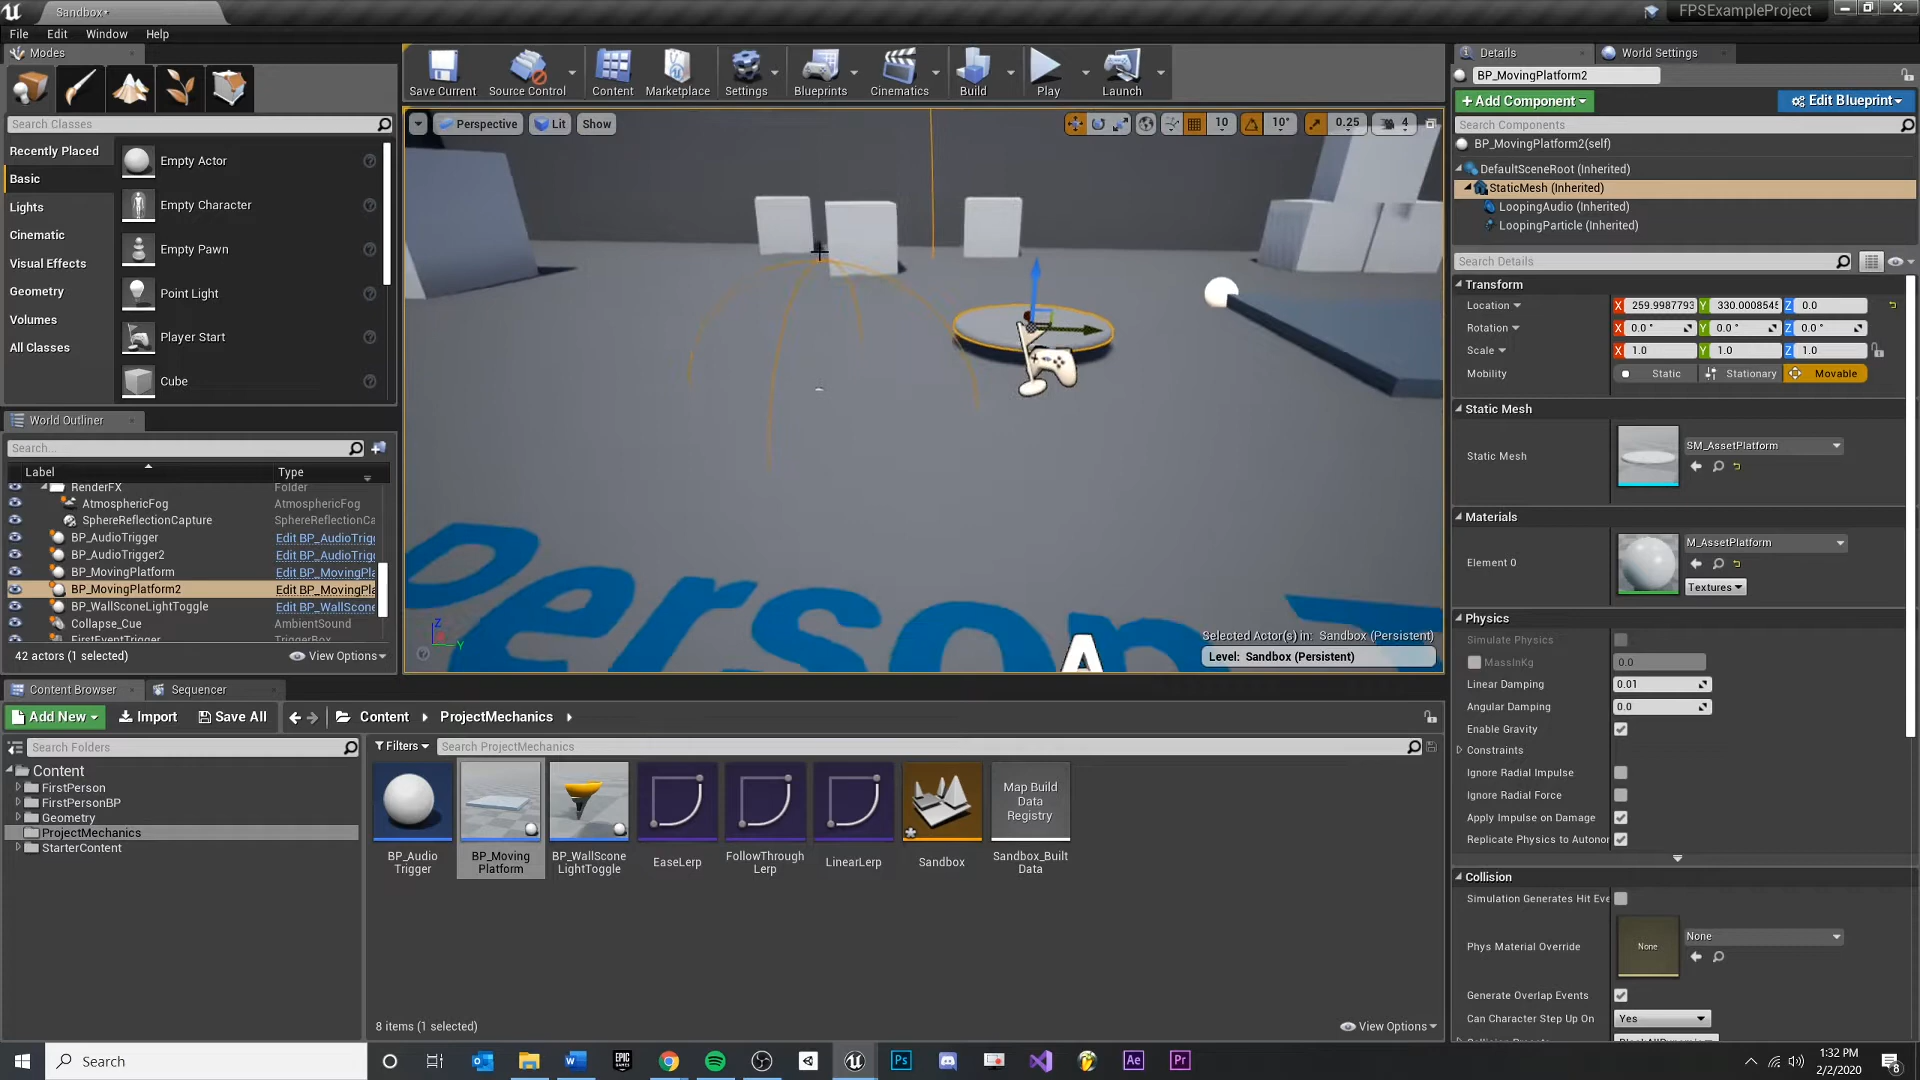 Sandbox•
FPSExampleProject
File Edit Window Help
Modes
Search Classes
Recently Placed
Basic
Lights
Cinematic
Visual Effects
Geometry
Volumes
All Classes
Empty Actor
Empty Character
Empty Pawn
Point Light
Player Start
Cube
World Outliner
Search...
Label Type
RenderFX Folder
AtmosphericFog AtmosphericFog
SphereReflectionCapture SphereReflectionCa
BP_AudioTrigger Edit BP_AudioTrig
BP_AudioTrigger2 Edit BP_AudioTrig
BP_MovingPlatform Edit BP_MovingPla
BP_MovingPlatform2 Edit BP_MovingPla
BP_WallSconeLightToggle Edit BP_WallScone
Collapse_Cue AmbientSound
FirstEventTrigger TriggerBox
42 actors (1 selected) View Options
Save Current Source Control Content Marketplace Settings Blueprints Cinematics Build Play Launch
Perspective Lit Show 10 10° 0.25 4
Person
A
Z
Y
Selected Actor(s) in: Sandbox (Persistent)
Level: Sandbox (Persistent)
Content Browser Sequencer
Add New Import Save All Content ProjectMechanics
Search Folders
Content
FirstPerson
FirstPersonBP
Geometry
ProjectMechanics
StarterContent
Filters Search ProjectMechanics
BP_Audio
Trigger
BP_Moving
Platform
BP_WallScone
LightToggle
EaseLerp
FollowThrough
Lerp
LinearLerp
Sandbox
Map Build
Data
Registry
Sandbox_Built
Data
8 items (1 selected) View Options
Details World Settings
BP_MovingPlatform2
+Add Component Edit Blueprint
Search Components
BP_MovingPlatform2(self)
DefaultSceneRoot (Inherited)
StaticMesh (Inherited)
LoopingAudio (Inherited)
LoopingParticle (Inherited)
Search Details
Transform
Location X 259.9987793 Y 330.0008545 Z 0.0
Rotation X 0.0 ° Y 0.0 ° Z 0.0 °
Scale X 1.0 Y 1.0 Z 1.0
Mobility Static Stationary Movable
Static Mesh
Static Mesh SM_AssetPlatform
Materials
Element 0 M_AssetPlatform
Textures
Physics
Simulate Physics
MassInKg 0.0
Linear Damping 0.01
Angular Damping 0.0
Enable Gravity
Constraints
Ignore Radial Impulse
Ignore Radial Force
Apply Impulse on Damage
Replicate Physics to Autonor
Collision
Simulation Generates Hit Eve
Phys Material Override None None
Generate Overlap Events
Can Character Step Up On Yes
Search
W
EPIC
GAMES
Ps
Ae
Pr
1:32 PM
2/2/2020
8